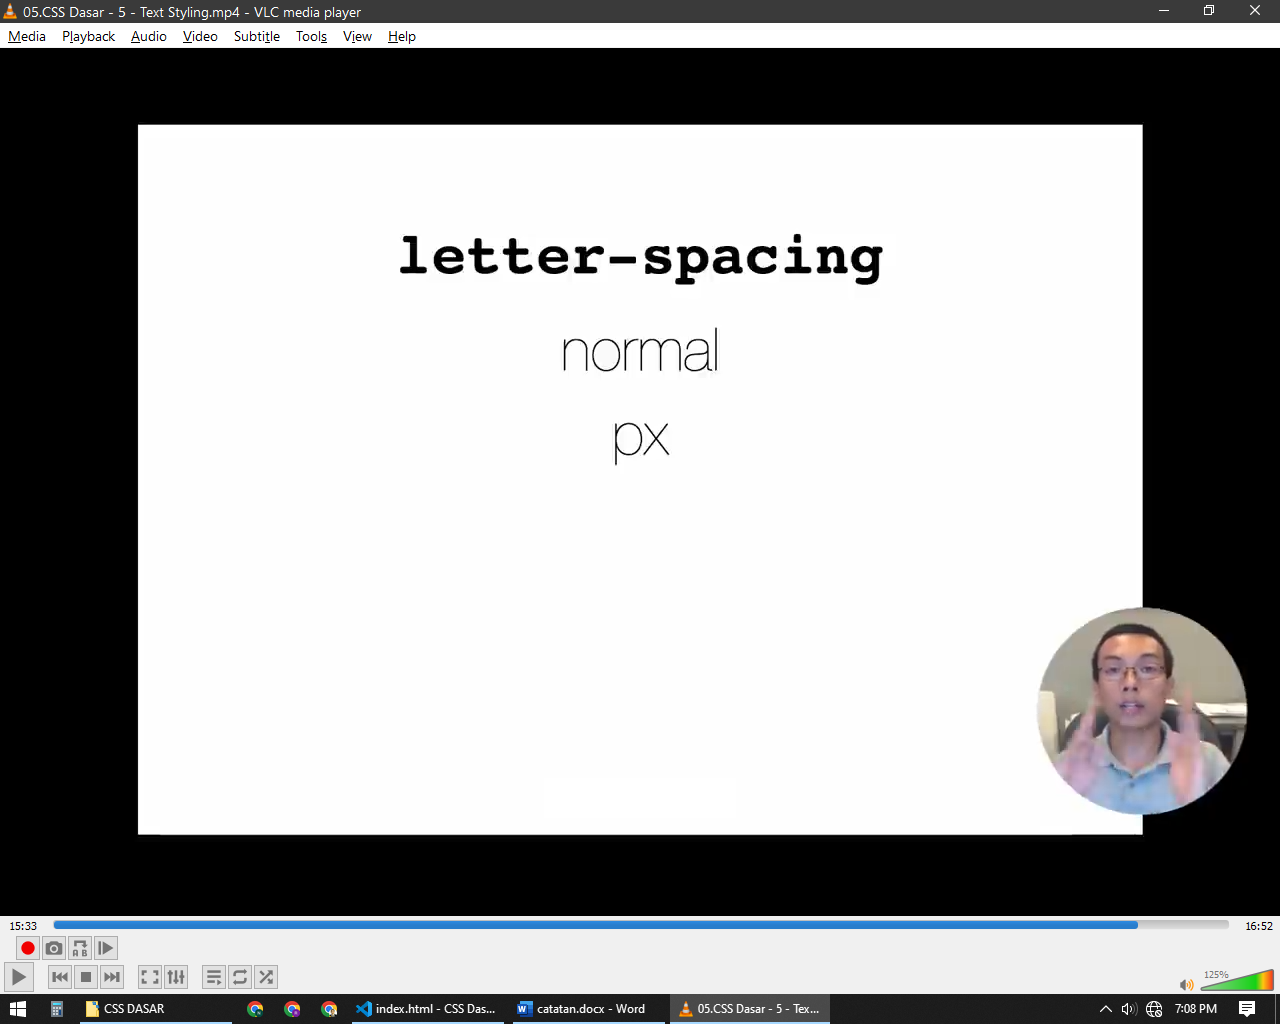 05.CSS Dasar - 5 - Text Styling.mp4 - VLC media player
Media Playback Audio Video Subtitle Tools View Help
letter-spacing
normal
px
15:33
16:52
A B
125%
CSS DASAR
index.html - CSS Das...
catatan.docx - Word
05.CSS Dasar - 5 - Tex...
7:08 PM